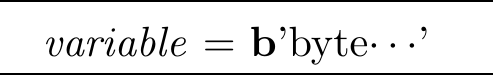 variable = b’byte···’